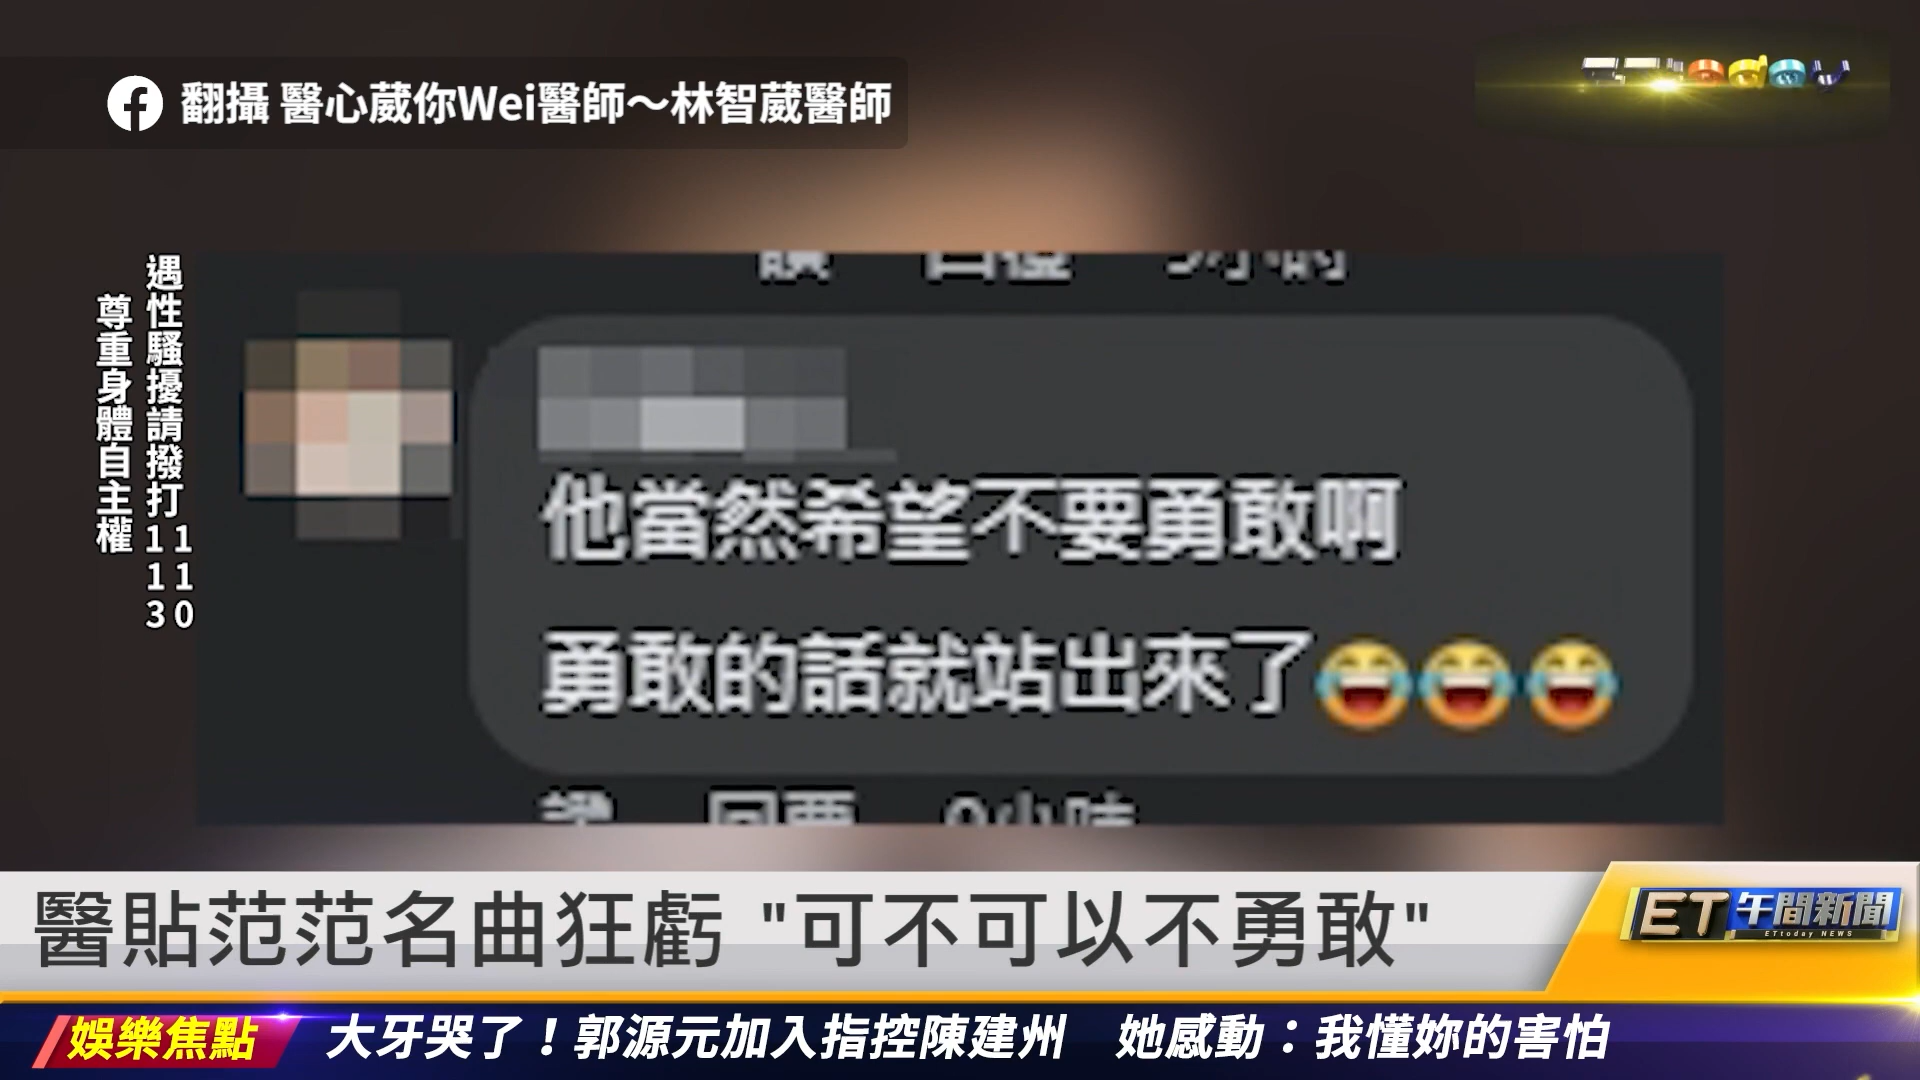 翻攝 醫心葳你Wei醫師～林智葳醫師
遇性騷擾請撥打110
113
尊重身體自主權
他當然希望不要勇敢啊
勇敢的話就站出來了😂😂😂
醫貼范范名曲狂虧 "可不可以不勇敢"
ET午間新聞
ETtoday NEWS
娛樂焦點
大牙哭了！郭源元加入指控陳建州 她感動：我懂妳的害怕